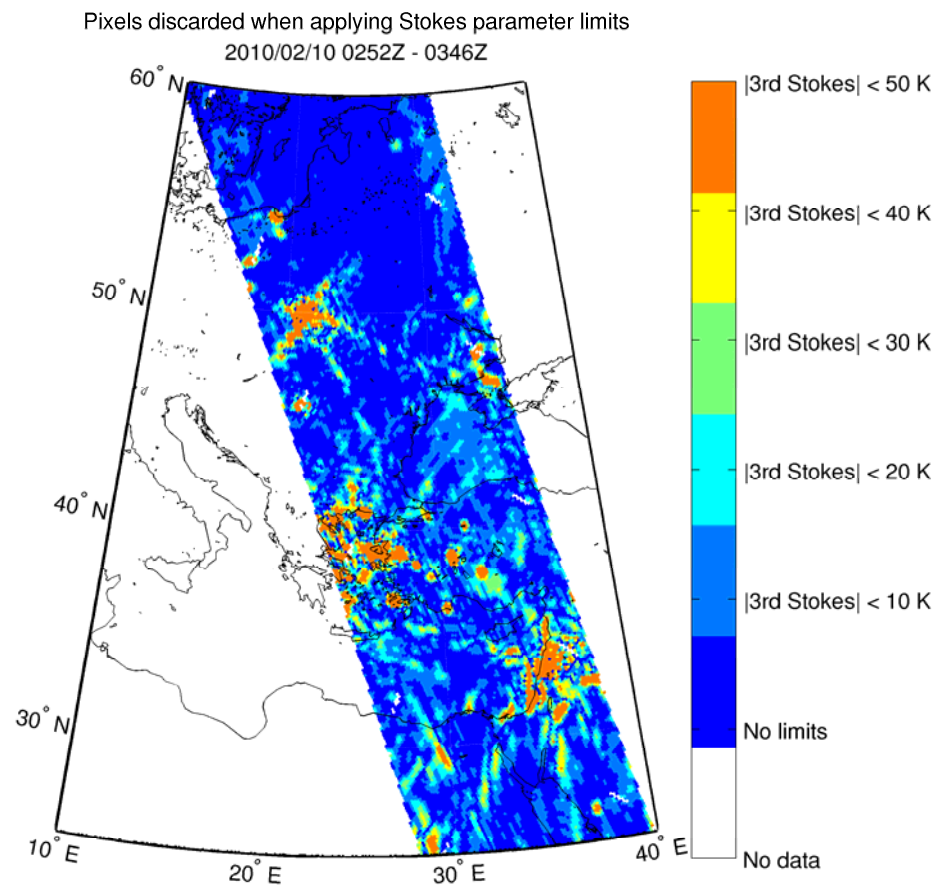 Pixels discarded when applying Stokes parameter limits
2010/02/10 0252Z - 0346Z
60° N
50° N
40° N
30° N
10° E
20° E
30° E
40° E
|3rd Stokes| < 50 K
|3rd Stokes| < 40 K
|3rd Stokes| < 30 K
|3rd Stokes| < 20 K
|3rd Stokes| < 10 K
No limits
No data